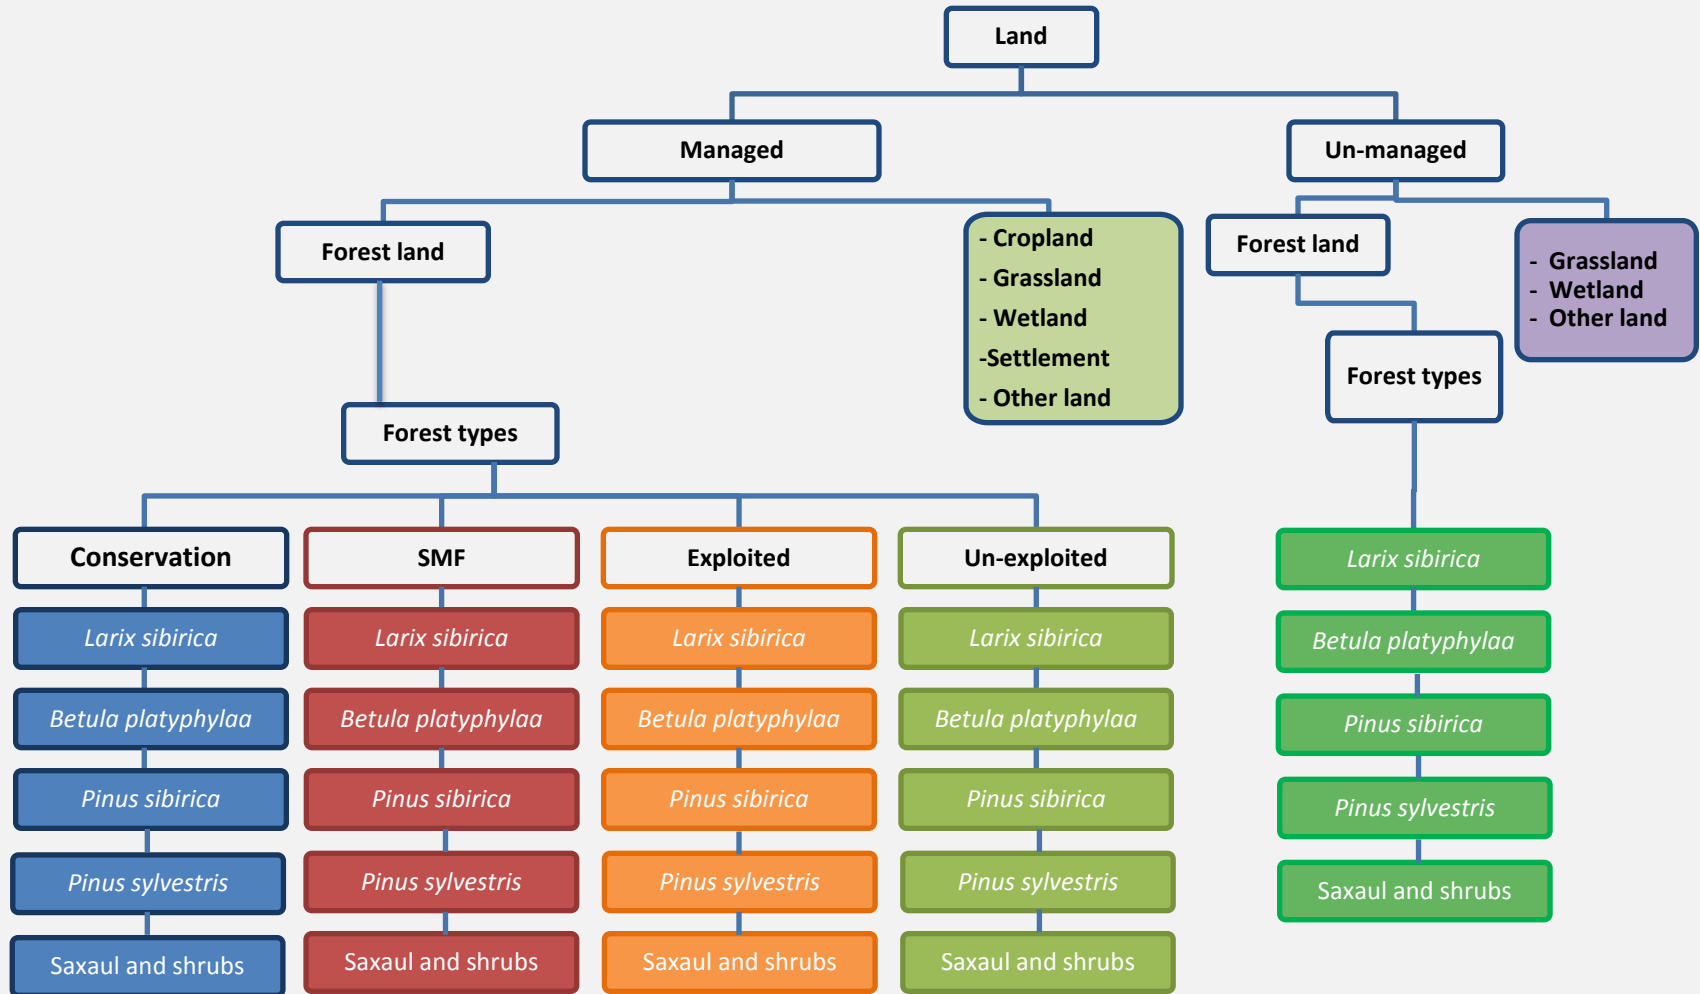 Land
Managed
Un-managed
Forest land
- Cropland
- Grassland
- Wetland
-Settlement
- Other land
Forest land
- Grassland
- Wetland
- Other land
Forest types
Forest types
Conservation
SMF
Exploited
Un-exploited
Larix sibirica
Larix sibirica
Larix sibirica
Larix sibirica
Larix sibirica
Betula platyphylaa
Betula platyphylaa
Betula platyphylaa
Betula platyphylaa
Betula platyphylaa
Pinus sibirica
Pinus sibirica
Pinus sibirica
Pinus sibirica
Pinus sibirica
Pinus sylvestris
Pinus sylvestris
Pinus sylvestris
Pinus sylvestris
Pinus sylvestris
Saxaul and shrubs
Saxaul and shrubs
Saxaul and shrubs
Saxaul and shrubs
Saxaul and shrubs